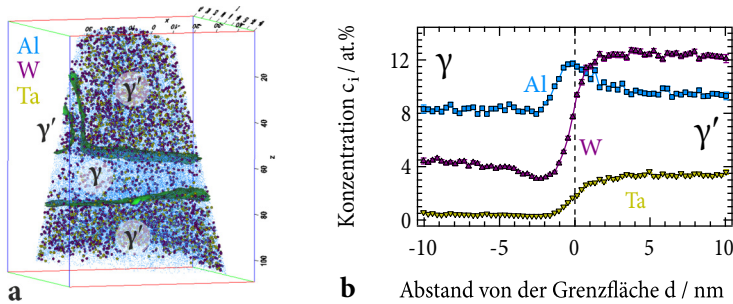 Al
W
Ta
γ′
γ′
γ
γ′
x
z
20
40
60
80
100
a
Konzentration cᵢ / at.%
12
8
4
0
γ
Al
γ′
W
Ta
-10
-5
0
5
10
b
Abstand von der Grenzfläche d / nm